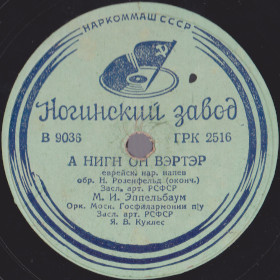 НАРКОММАШ СССР
Ногинский завод
В 9036 ГРК 2516
А НИГН ОН ВЭРТЭР
еврейск нар. напев
обр. Н. Розенфельд (оконч.)
Засл. арт. РСФСР
М. И. Эппельбаум
Орк. Моск. Госфилармонии п/у
Засл. арт. РСФСР
Я. В. Куклес